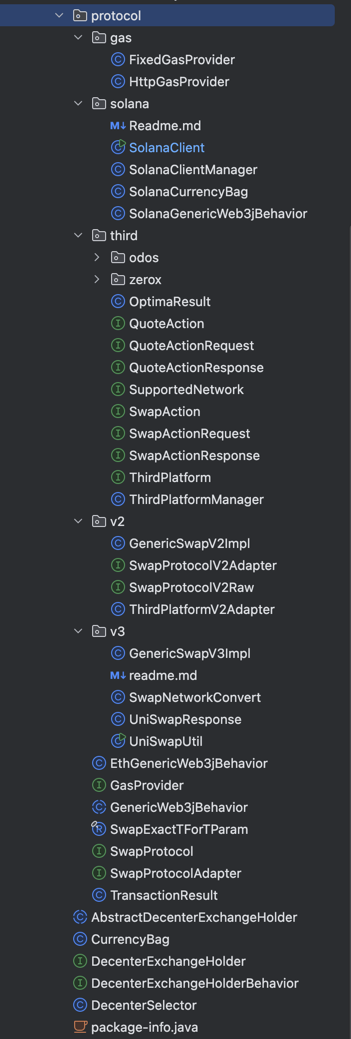 protocol
gas
FixedGasProvider
HttpGasProvider
solana
M↓ Readme.md
SolanaClient
SolanaClientManager
SolanaCurrencyBag
SolanaGenericWeb3jBehavior
third
odos
zerox
OptimaResult
QuoteAction
QuoteActionRequest
QuoteActionResponse
SupportedNetwork
SwapAction
SwapActionRequest
SwapActionResponse
ThirdPlatform
ThirdPlatformManager
v2
GenericSwapV2Impl
SwapProtocolV2Adapter
SwapProtocolV2Raw
ThirdPlatformV2Adapter
v3
GenericSwapV3Impl
M↓ readme.md
SwapNetworkConvert
UniSwapResponse
UniSwapUtil
EthGenericWeb3jBehavior
GasProvider
GenericWeb3jBehavior
SwapExactTForTParam
SwapProtocol
SwapProtocolAdapter
TransactionResult
AbstractDecenterExchangeHolder
CurrencyBag
DecenterExchangeHolder
DecenterExchangeHolderBehavior
DecenterSelector
package-info.java